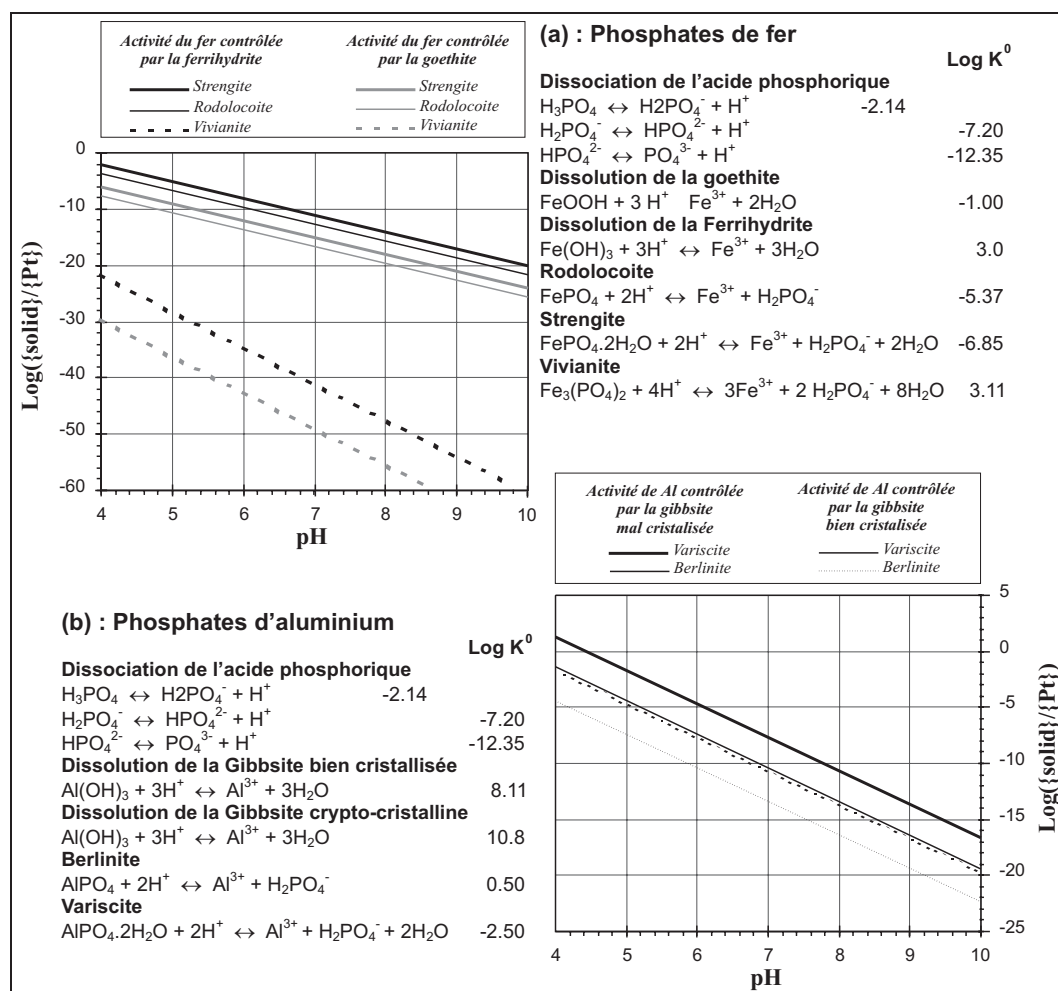 Activité du fer contrôlée
par la ferrihydrite
Strengite
Rodolocoite
Vivianite
Activité du fer contrôlée
par la goethite
Strengite
Rodolocoite
Vivianite
Log({solid}/{Pt})
0
-10
-20
-30
-40
-50
-60
4 5 6 7 8 9 10
pH
(a) : Phosphates de fer
Log K⁰
Dissociation de l'acide phosphorique
H₃PO₄ ↔ H2PO₄⁻ + H⁺ -2.14
H₂PO₄⁻ ↔ HPO₄²⁻ + H⁺ -7.20
HPO₄²⁻ ↔ PO₄³⁻ + H⁺ -12.35
Dissolution de la goethite
FeOOH + 3 H⁺ Fe³⁺ + 2H₂O -1.00
Dissolution de la Ferrihydrite
Fe(OH)₃ + 3H⁺ ↔ Fe³⁺ + 3H₂O 3.0
Rodolocoite
FePO₄ + 2H⁺ ↔ Fe³⁺ + H₂PO₄⁻ -5.37
Strengite
FePO₄.2H₂O + 2H⁺ ↔ Fe³⁺ + H₂PO₄⁻ + 2H₂O -6.85
Vivianite
Fe₃(PO₄)₂ + 4H⁺ ↔ 3Fe³⁺ + 2 H₂PO₄⁻ + 8H₂O 3.11
(b) : Phosphates d'aluminium
Log K⁰
Dissociation de l'acide phosphorique
H₃PO₄ ↔ H2PO₄⁻ + H⁺ -2.14
H₂PO₄⁻ ↔ HPO₄²⁻ + H⁺ -7.20
HPO₄²⁻ ↔ PO₄³⁻ + H⁺ -12.35
Dissolution de la Gibbsite bien cristallisée
Al(OH)₃ + 3H⁺ ↔ Al³⁺ + 3H₂O 8.11
Dissolution de la Gibbsite crypto-cristalline
Al(OH)₃ + 3H⁺ ↔ Al³⁺ + 3H₂O 10.8
Berlinite
AlPO₄ + 2H⁺ ↔ Al³⁺ + H₂PO₄⁻ 0.50
Variscite
AlPO₄.2H₂O + 2H⁺ ↔ Al³⁺ + H₂PO₄⁻ + 2H₂O -2.50
Activité de Al contrôlée
par la gibbsite
mal cristalisée
Variscite
Berlinite
Activité de Al contrôlée
par la gibbsite
bien cristalisée
Variscite
Berlinite
5
0
-5
-10
-15
-20
-25
Log({solid}/{Pt})
4 5 6 7 8 9 10
pH